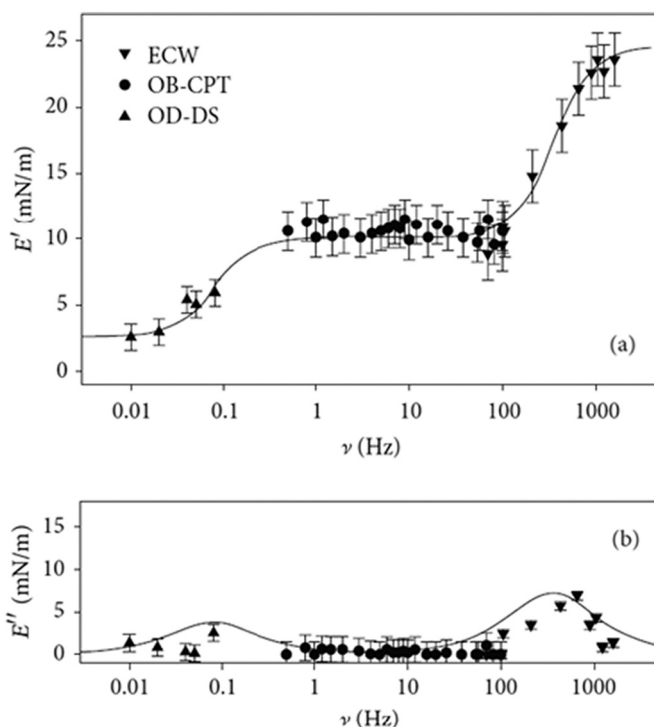 25
20
15
10
5
0
E′ (mN/m)
▼ ECW
● OB-CPT
▲ OD-DS
(a)
0.01 0.1 1 10 100 1000
ν (Hz)
15
10
5
0
E″ (mN/m)
(b)
0.01 0.1 1 10 100 1000
ν (Hz)